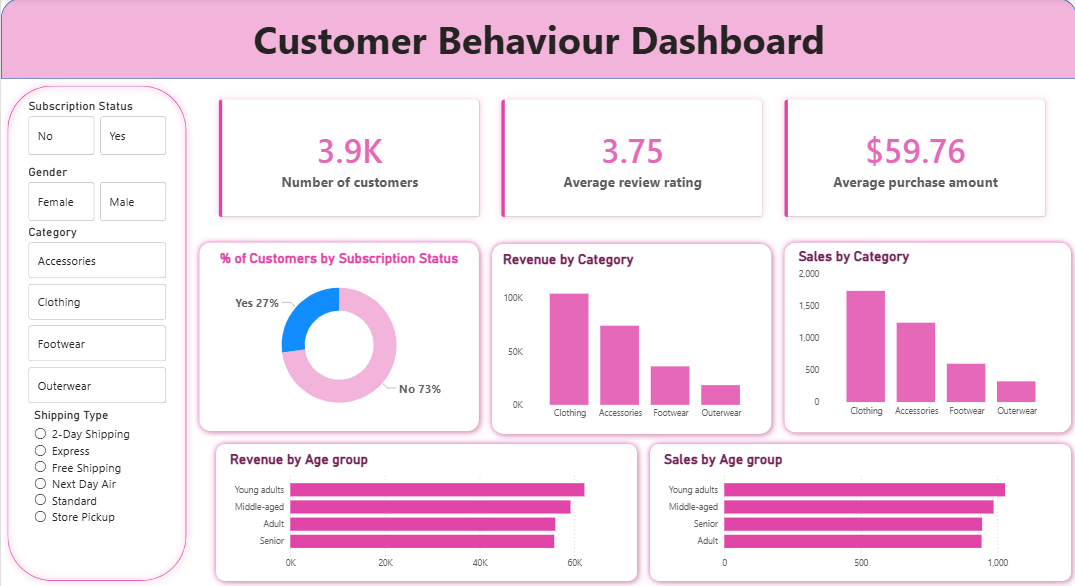 Customer Behaviour Dashboard
Subscription Status
No
Yes
Gender
Female
Male
Category
Accessories
Clothing
Footwear
Outerwear
Shipping Type
2-Day Shipping
Express
Free Shipping
Next Day Air
Standard
Store Pickup
3.9K
Number of customers
3.75
Average review rating
$59.76
Average purchase amount
% of Customers by Subscription Status
Yes 27%
No 73%
Revenue by Category
100K
50K
0K
Clothing Accessories Footwear Outerwear
Sales by Category
2,000
1,500
1,000
500
0
Clothing Accessories Footwear Outerwear
Revenue by Age group
Young adults
Middle-aged
Adult
Senior
0K 20K 40K 60K
Sales by Age group
Young adults
Middle-aged
Senior
Adult
0 500 1,000